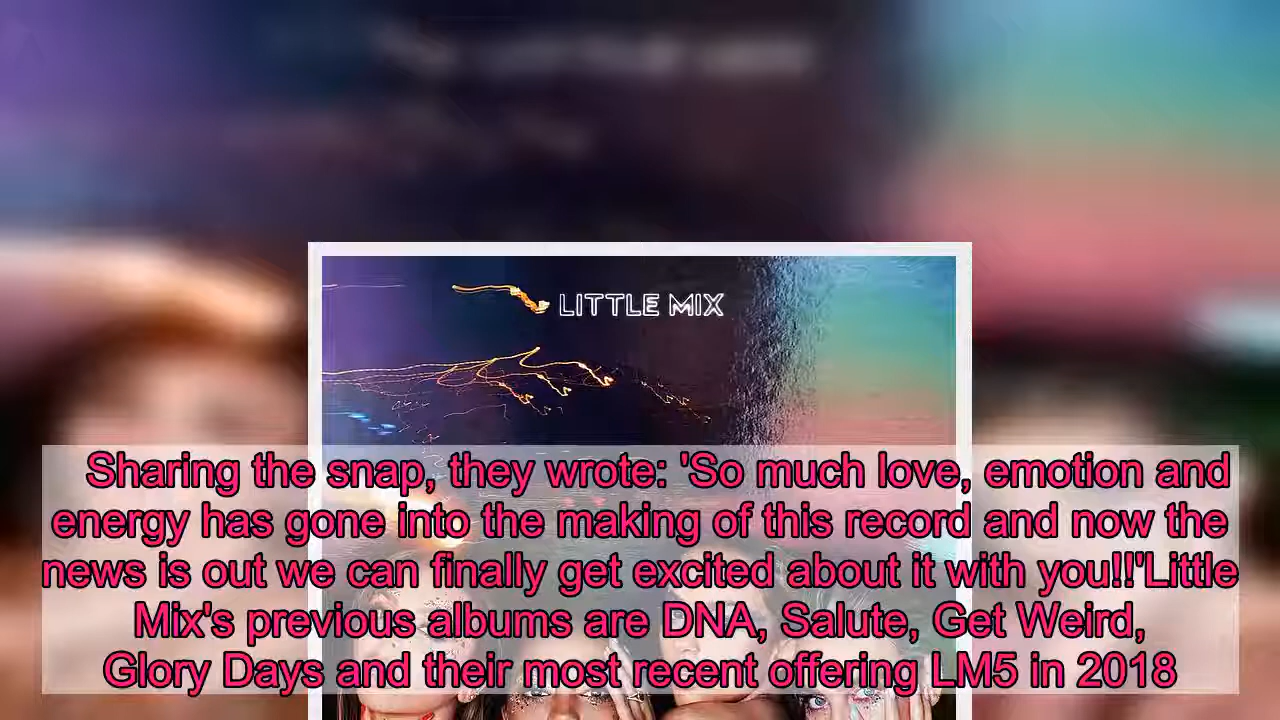 LITTLE MIX
Sharing the snap, they wrote: 'So much love, emotion and
energy has gone into the making of this record and now the
news is out we can finally get excited about it with you!!'Little
Mix's previous albums are DNA, Salute, Get Weird,
Glory Days and their most recent offering LM5 in 2018